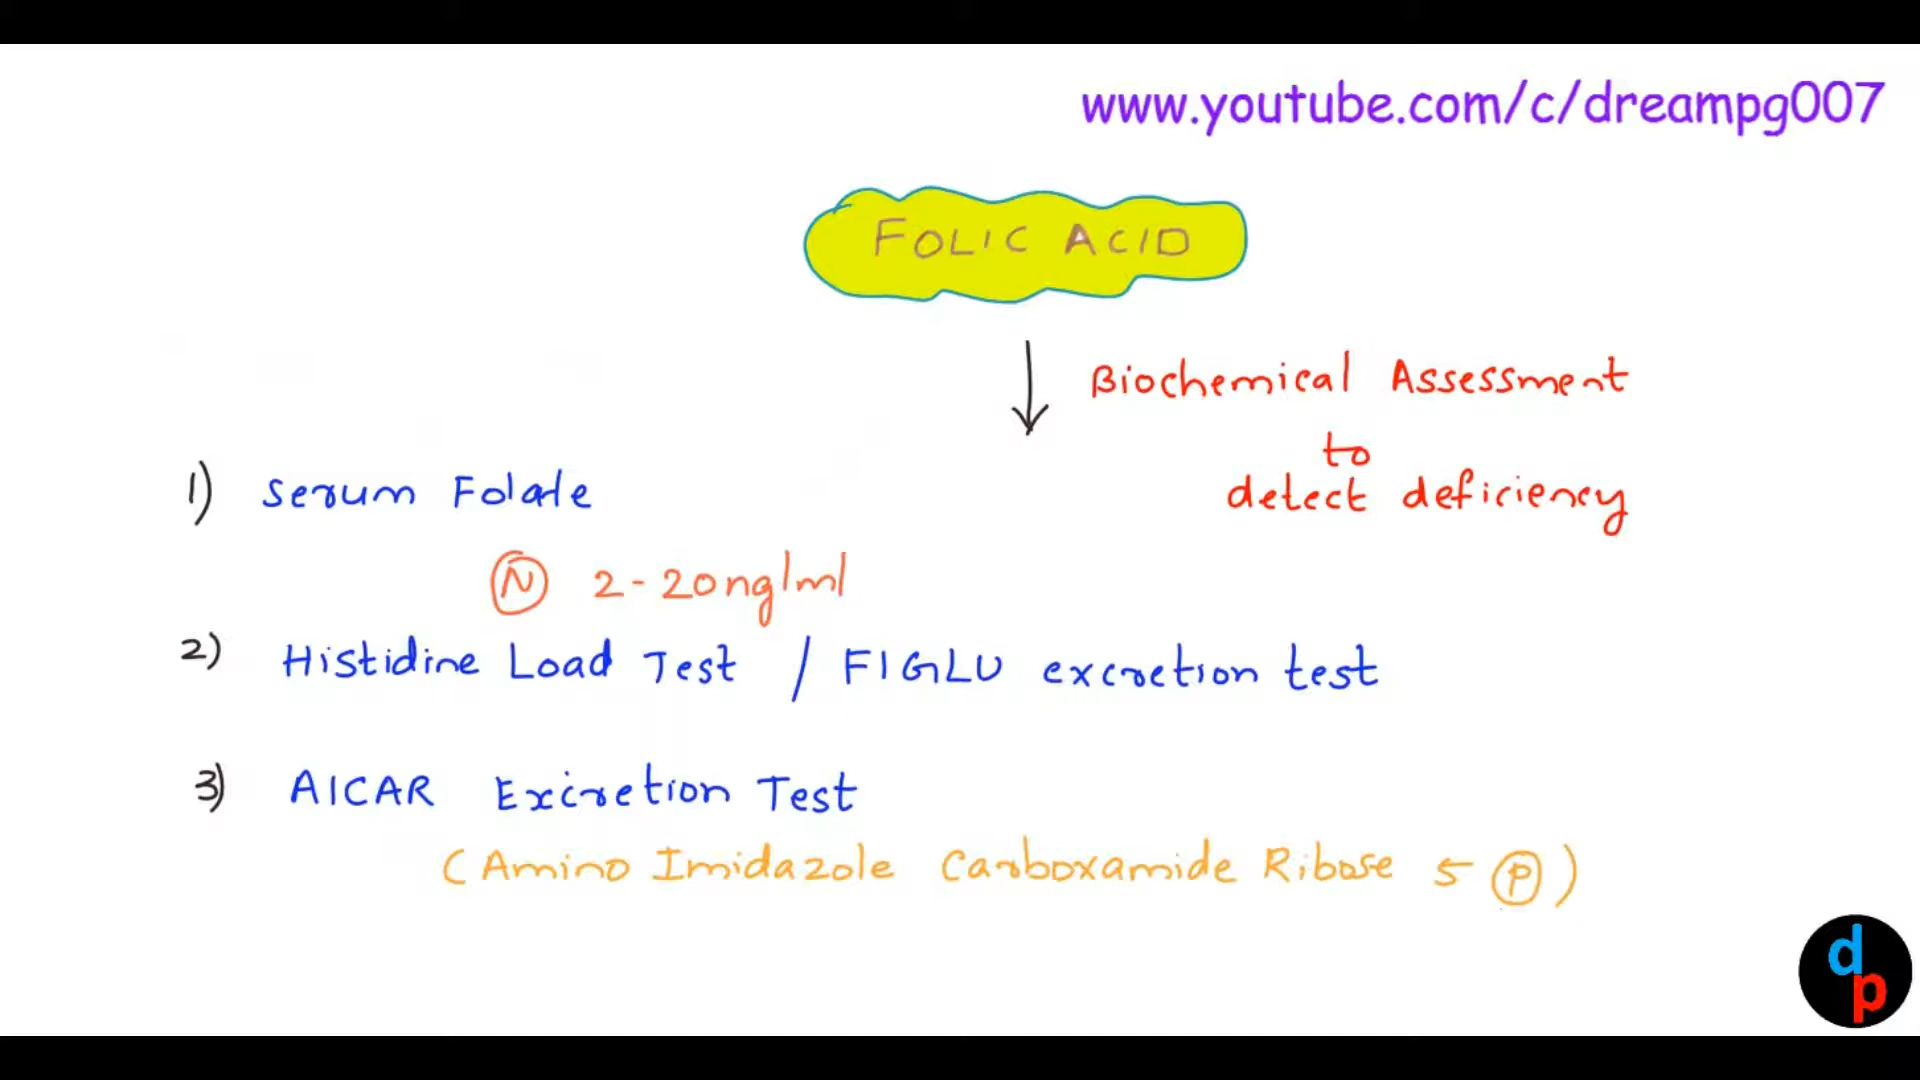 www.youtube.com/c/dreampg007
FOLIC ACID
Biochemical Assessment
to
detect deficiency
1) Serum Folate
N 2-20ng/ml
2) Histidine Load Test / FIGLU excretion test
3) AICAR Excretion Test
(Amino Imidazole Carboxamide Ribose 5-P)
dp